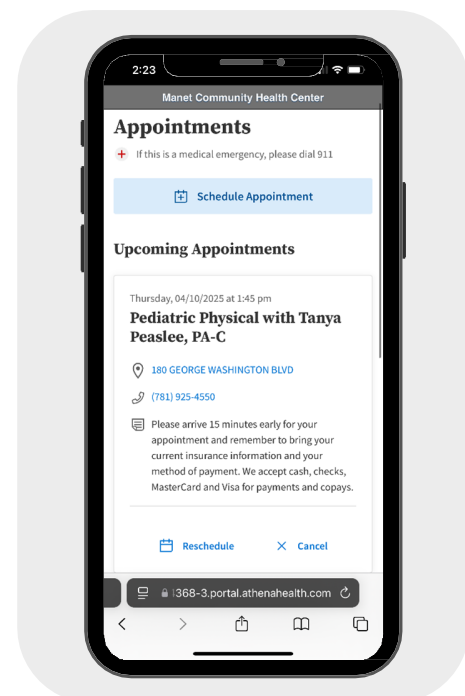 2:23
Manet Community Health Center
Appointments
If this is a medical emergency, please dial 911
Schedule Appointment
Upcoming Appointments
Thursday, 04/10/2025 at 1:45 pm
Pediatric Physical with Tanya
Peaslee, PA-C
180 GEORGE WASHINGTON BLVD
(781) 925-4550
Please arrive 15 minutes early for your
appointment and remember to bring your
current insurance information and your
method of payment. We accept cash, checks,
MasterCard and Visa for payments and copays.
Reschedule
Cancel
368-3.portal.athenahealth.com